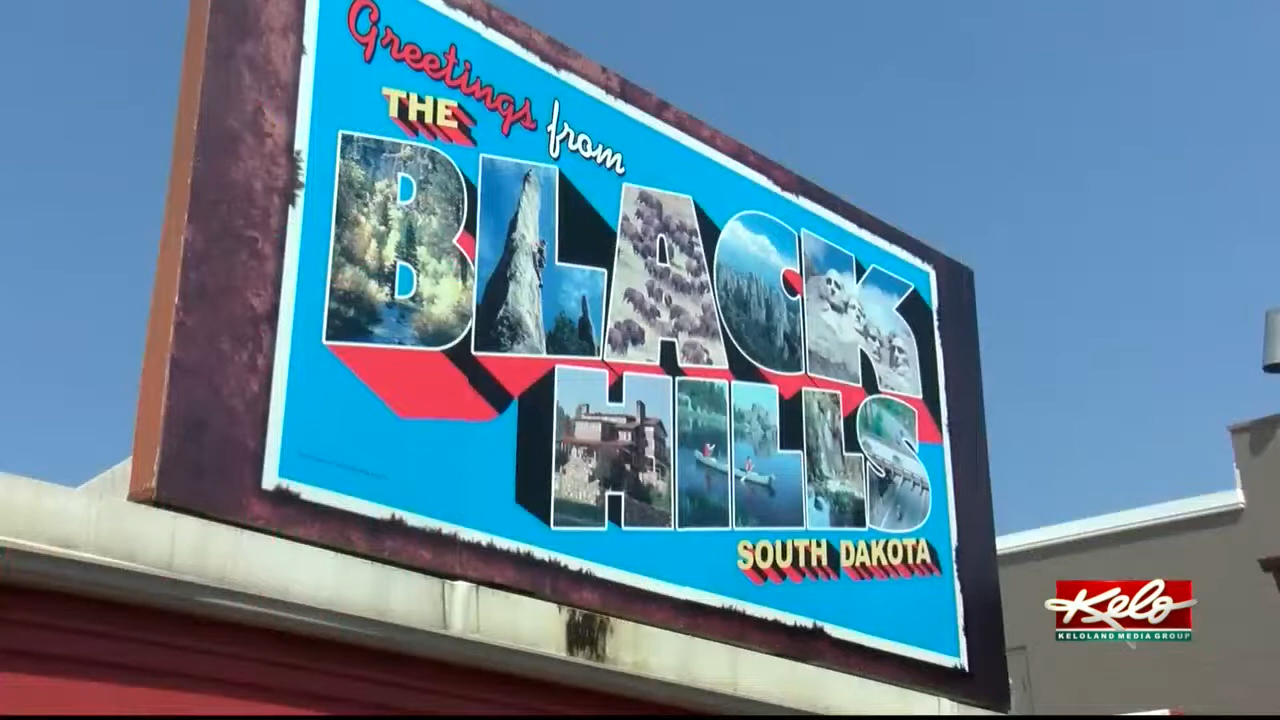 Greetings from
THE
BLACK
HILLS
SOUTH DAKOTA
Kelo
KELOLAND MEDIA GROUP